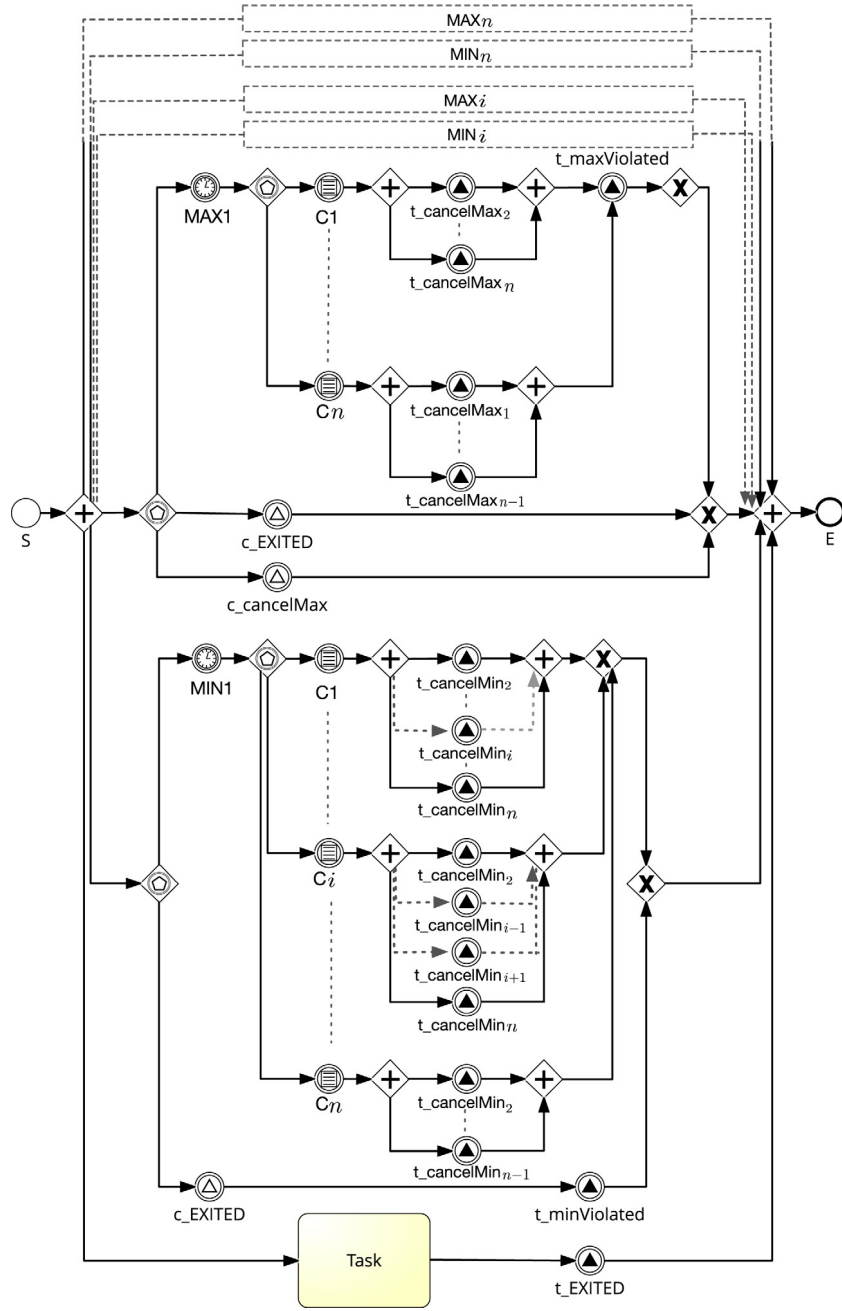 MAXn
MINn
MAXi
MINi
t_maxViolated
MAX1
C1
t_cancelMax2
t_cancelMaxn
Cn
t_cancelMax1
t_cancelMaxn−1
S
c_EXITED
E
c_cancelMax
MIN1
C1
t_cancelMin2
t_cancelMini
t_cancelMinn
Ci
t_cancelMin2
t_cancelMini−1
t_cancelMini+1
t_cancelMinn
Cn
t_cancelMin2
t_cancelMinn−1
c_EXITED
t_minViolated
Task
t_EXITED